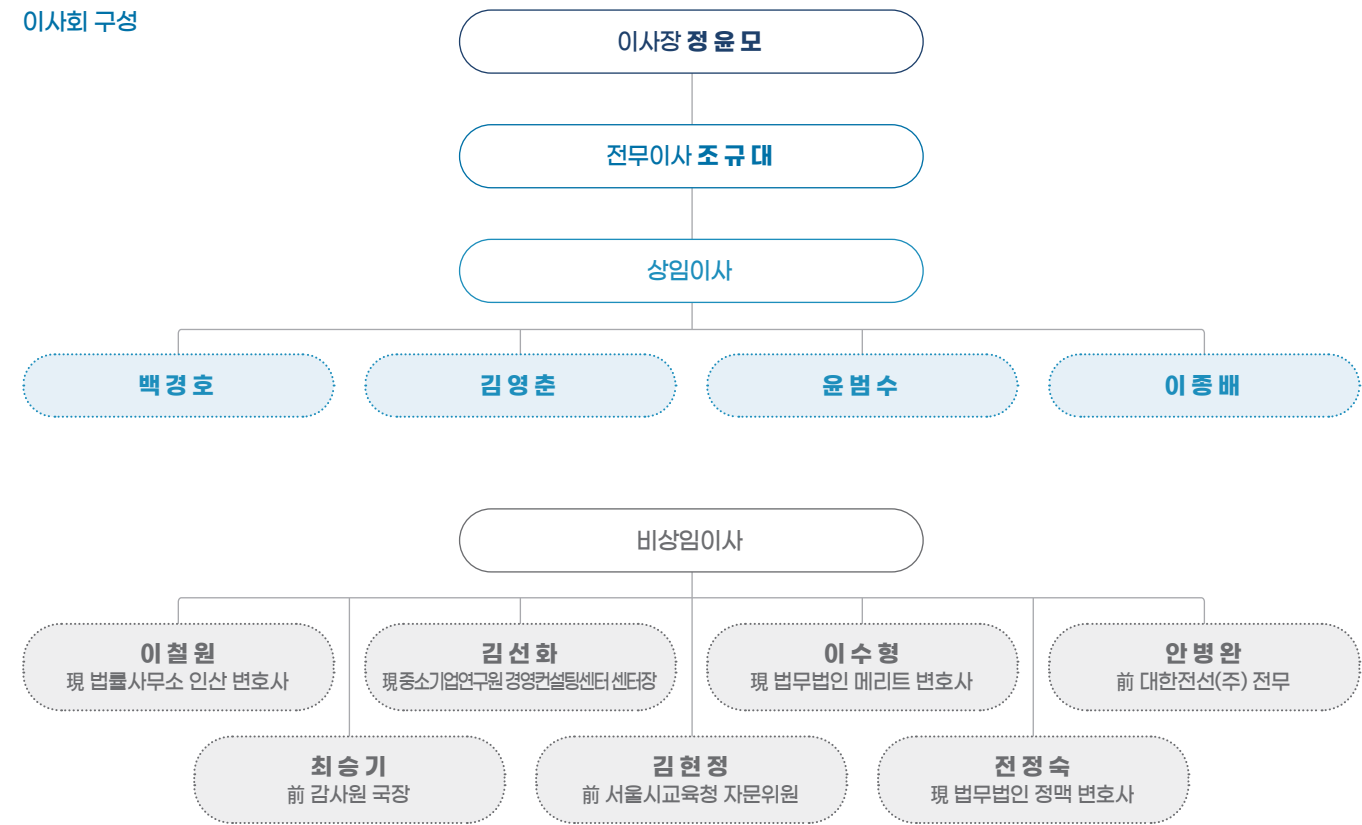 이사회 구성
이사장 정윤모
전무이사 조규대
상임이사
백경호
김영춘
윤범수
이종배
비상임이사
이철원
現 법률사무소 인산 변호사
김선화
現 중소기업연구원 경영컨설팅센터 센터장
이수형
現 법무법인 메리트 변호사
안병완
前 대한전선(주) 전무
최승기
前 감사원 국장
김현정
前 서울시교육청 자문위원
전정숙
現 법무법인 정맥 변호사